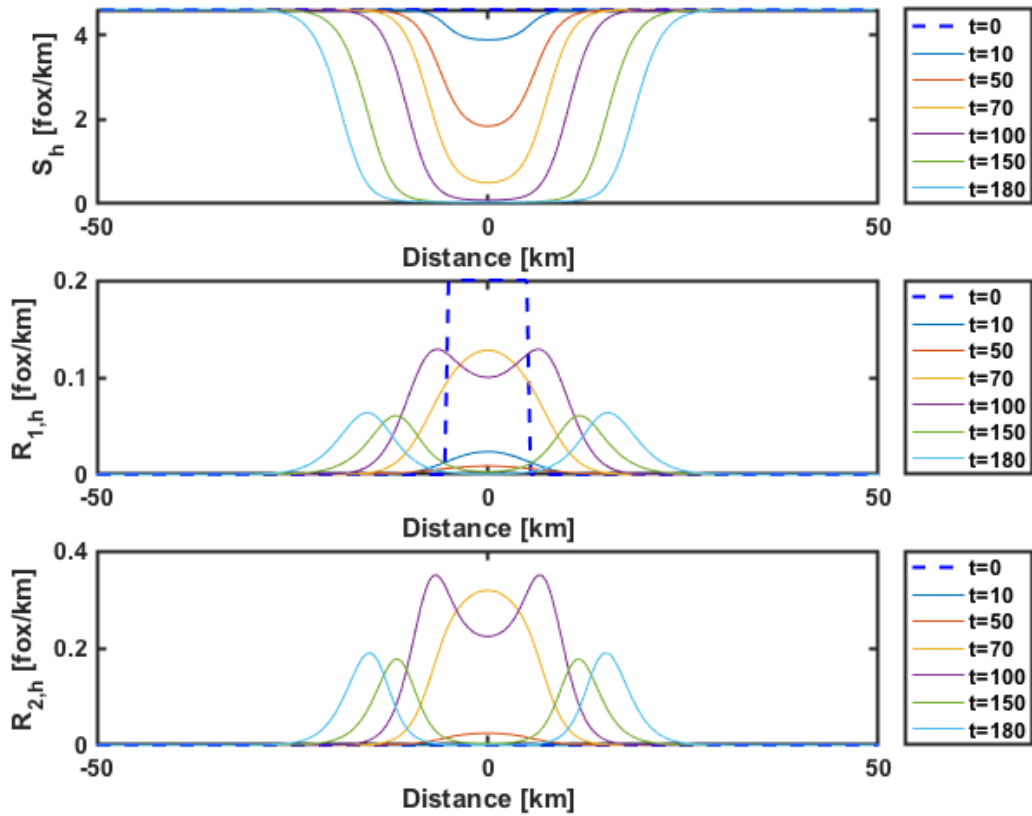 S_h [fox/km]
4
2
0
-50
0
50
Distance [km]
t=0
t=10
t=50
t=70
t=100
t=150
t=180
R_1,h [fox/km]
0.2
0.1
0
-50
0
50
Distance [km]
t=0
t=10
t=50
t=70
t=100
t=150
t=180
R_2,h [fox/km]
0.4
0.2
0
-50
0
50
Distance [km]
t=0
t=10
t=50
t=70
t=100
t=150
t=180